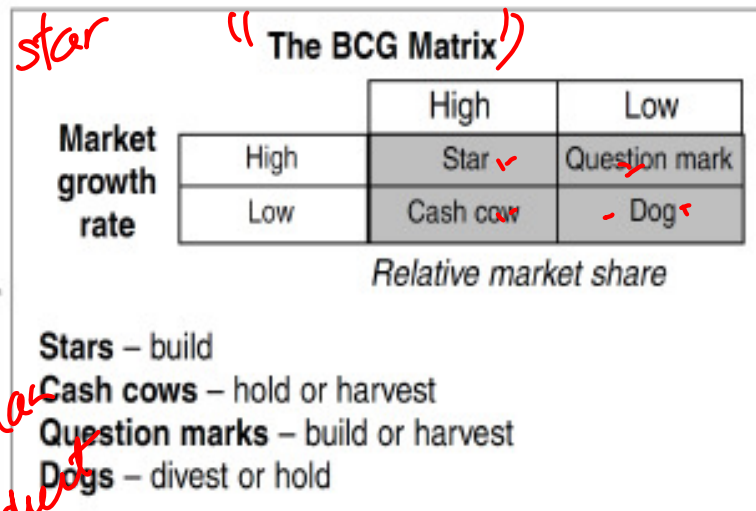 star
"The BCG Matrix"
High Low
Market growth rate
High Star Question mark
Low Cash cow Dog
Relative market share
Stars – build
Cash cows – hold or harvest
Question marks – build or harvest
Dogs – divest or hold